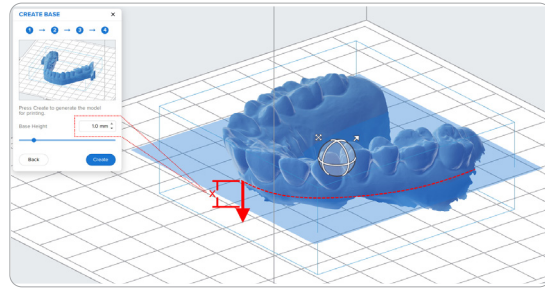 CREATE BASE ×
1 → 2 → 3 → 4
Press Create to generate the model
for printing.
Base Height 1.0 mm
Back Create
X